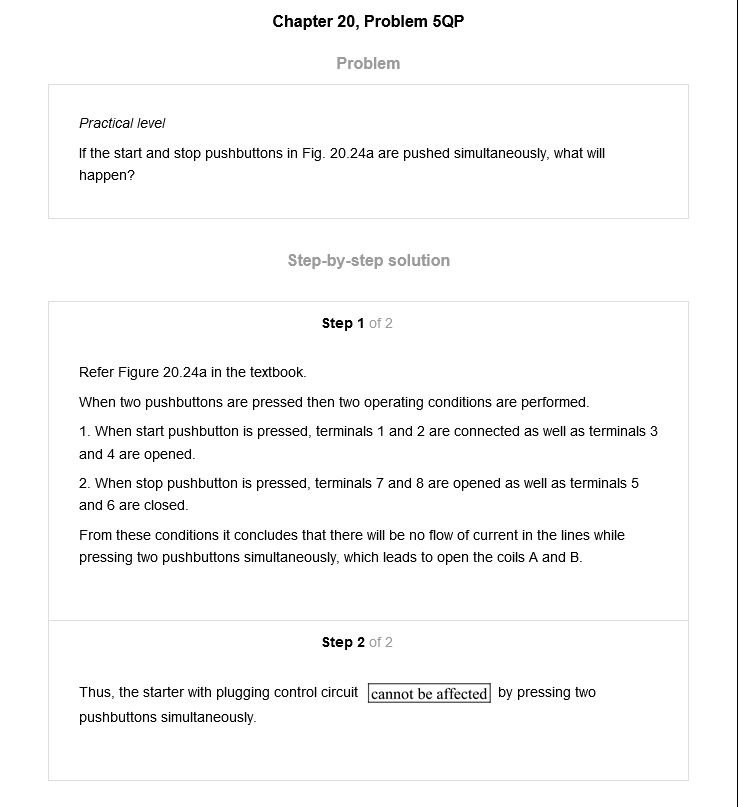 Chapter 20, Problem 5QP
Problem
Practical level
If the start and stop pushbuttons in Fig. 20.24a are pushed simultaneously, what will
happen?
Step-by-step solution
Step 1 of 2
Refer Figure 20.24a in the textbook.
When two pushbuttons are pressed then two operating conditions are performed.
1. When start pushbutton is pressed, terminals 1 and 2 are connected as well as terminals 3
and 4 are opened.
2. When stop pushbutton is pressed, terminals 7 and 8 are opened as well as terminals 5
and 6 are closed.
From these conditions it concludes that there will be no flow of current in the lines while
pressing two pushbuttons simultaneously, which leads to open the coils A and B.
Step 2 of 2
Thus, the starter with plugging control circuit cannot be affected by pressing two
pushbuttons simultaneously.